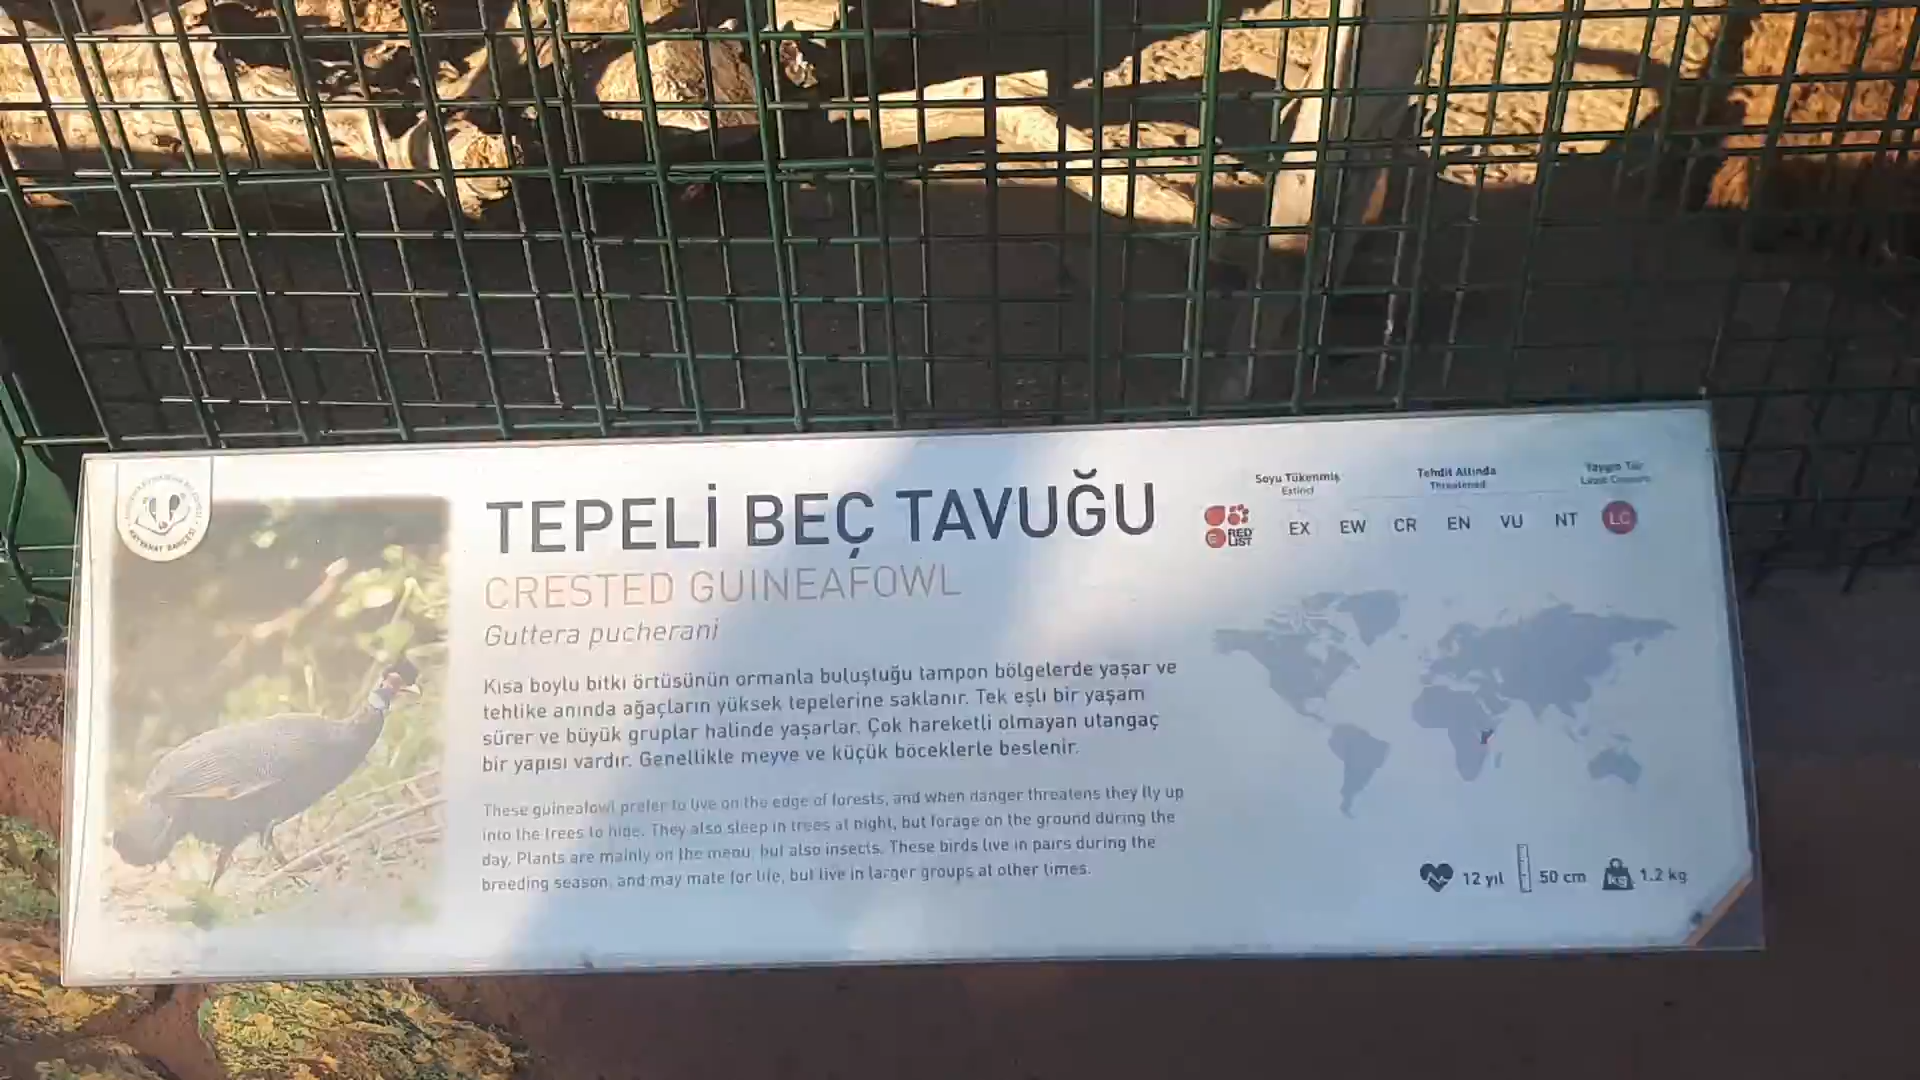 TEPELİ BEÇ TAVUĞU
CRESTED GUINEAFOWL
Guttera pucherani
Kısa boylu bitki örtüsünün ormanla buluştuğu tampon bölgelerde yaşar ve
tehlike anında ağaçların yüksek tepelerine saklanır. Tek eşli bir yaşam
sürer ve büyük gruplar halinde yaşarlar. Çok hareketli olmayan utangaç
bir yapısı vardır. Genellikle meyve ve küçük böceklerle beslenir.
These guineafowl prefer to live on the edge of forests, and when danger threatens they fly up
into the trees to hide. They also sleep in trees at night, but forage on the ground during the
day. Plants are mainly on the menu, but also insects. These birds live in pairs during the
breeding season, and may mate for life, but live in larger groups at other times.
Soyu Tükenmiş
Extinct
Tehdit Altında
Threatened
Yaygın Tür
Least Concern
RED
LIST
EX EW CR EN VU NT LC
12 yıl 50 cm kg 1.2 kg
HAYVANAT BAHÇESİ